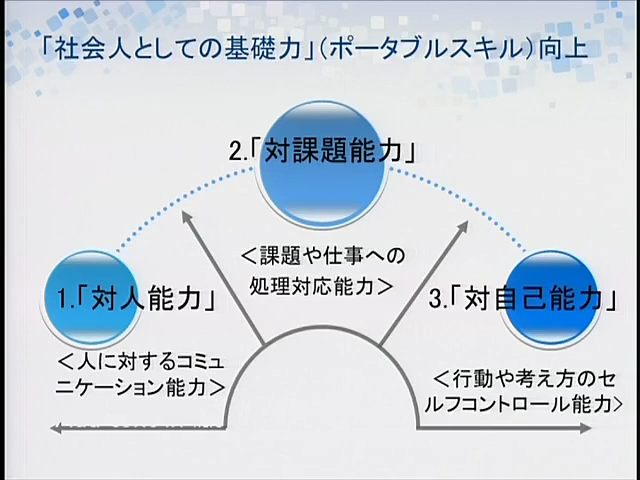 「社会人としての基礎力」（ポータブルスキル）向上
2.「対課題能力」
＜課題や仕事への
処理対応能力＞
1.「対人能力」
＜人に対するコミュ
ニケーション能力＞
3.「対自己能力」
＜行動や考え方のセ
ルフコントロール能力＞